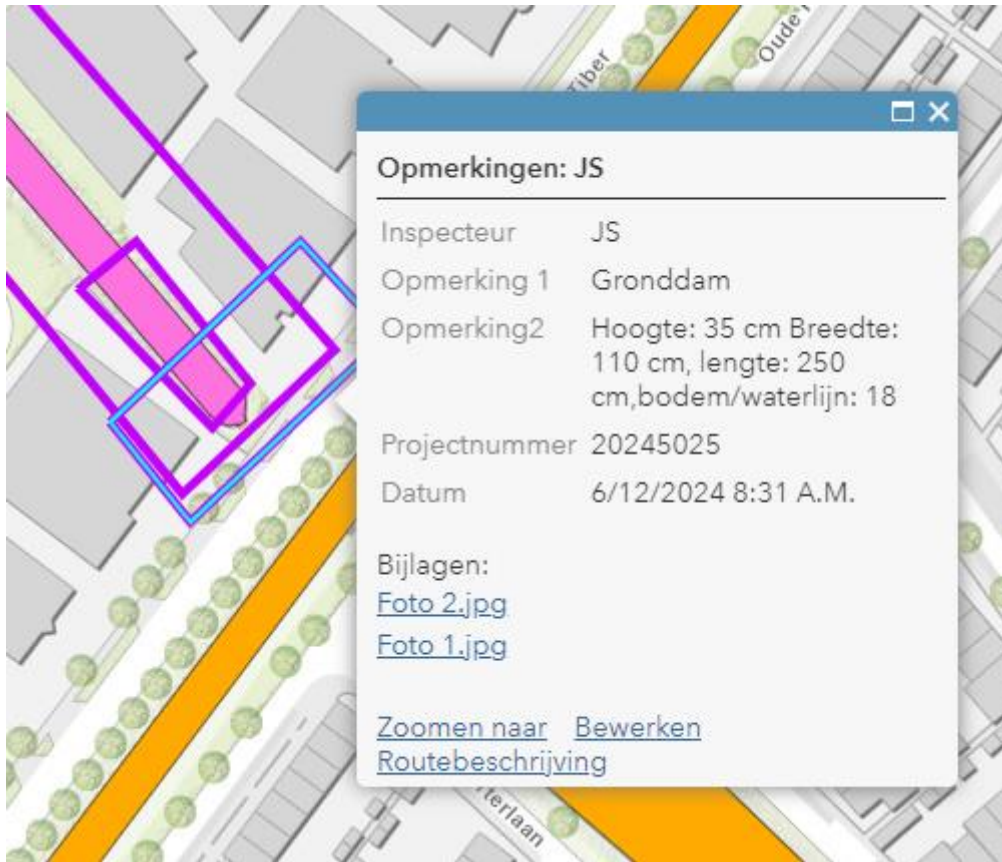 Tiber
Opmerkingen: JS
Inspecteur JS
Opmerking 1 Gronddam
Opmerking2 Hoogte: 35 cm Breedte:
110 cm, lengte: 250
cm,bodem/waterlijn: 18
Projectnummer 20245025
Datum 6/12/2024 8:31 A.M.
Bijlagen:
Foto 2.jpg
Foto 1.jpg
Zoomen naar Bewerken
Routebeschrijving